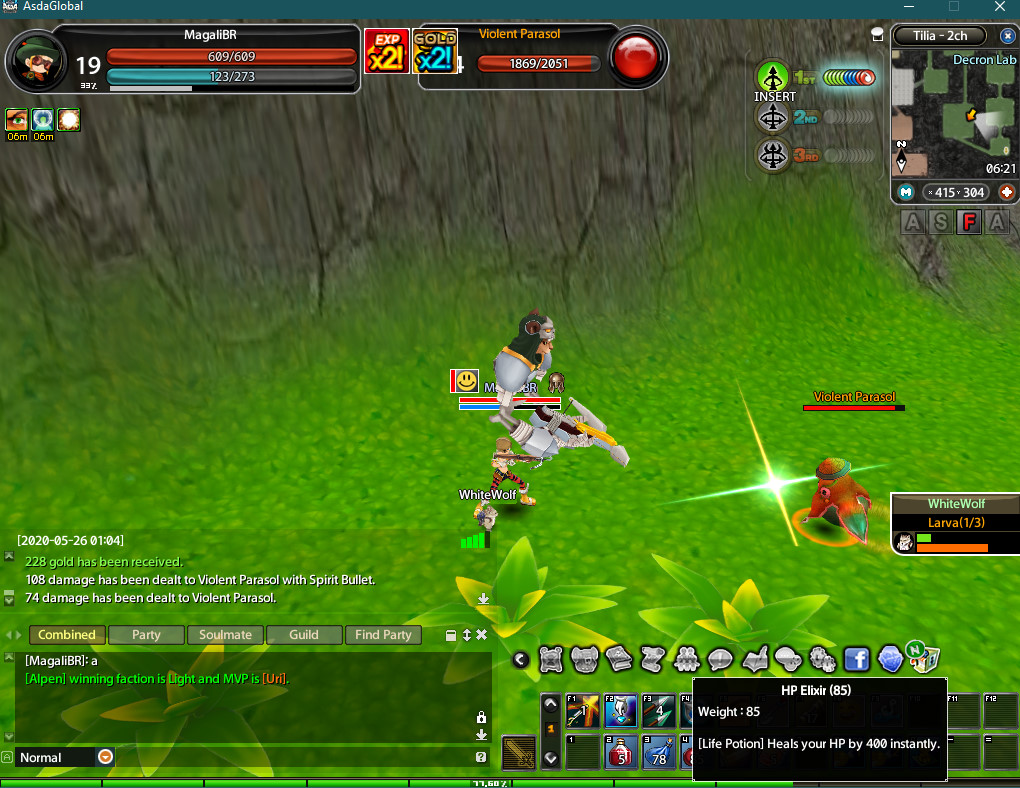 AsdaGlobal
MagaliBR
19
609/609
123/273
33%
EXP x2!
GOLD x2!
Violent Parasol
1869/2051
06m
06m
1ST
INSERT
2ND
3RD
Tilia - 2ch
Decron Lab
N
06:21
M
415 304
A S F A
Violent Parasol
WhiteWolf
WhiteWolf
Larva(1/3)
[2020-05-26 01:04]
228 gold has been received.
108 damage has been dealt to Violent Parasol with Spirit Bullet.
74 damage has been dealt to Violent Parasol.
Combined Party Soulmate Guild Find Party
[MagaliBR]: a
[Alpen] winning faction is Light and MVP is [Uri].
Normal
N
HP Elixir (85)
Weight : 85
[Life Potion] Heals your HP by 400 instantly.
F1 F2 F3 F4 F11 F12
1 4
1
1 2 3 4 - =
5 78